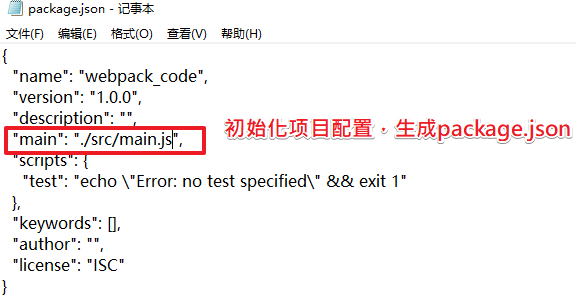 package.json - 记事本
文件(F) 编辑(E) 格式(O) 查看(V) 帮助(H)
{
"name": "webpack_code",
"version": "1.0.0",
"description": "",
"main": "./src/main.js",
初始化项目配置，生成package.json
"scripts": {
"test": "echo \"Error: no test specified\" && exit 1"
},
"keywords": [],
"author": "",
"license": "ISC"
}